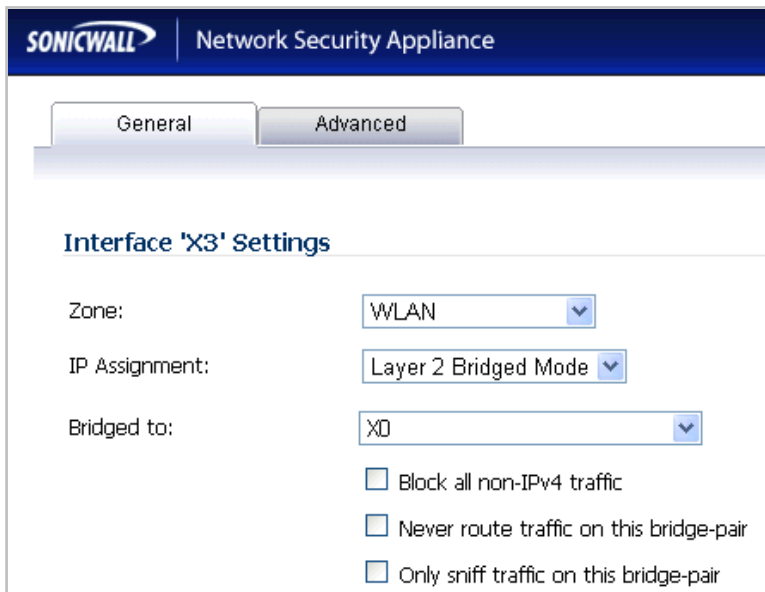 SONICWALL Network Security Appliance
General Advanced
Interface 'X3' Settings
Zone: WLAN
IP Assignment: Layer 2 Bridged Mode
Bridged to: X0
Block all non-IPv4 traffic
Never route traffic on this bridge-pair
Only sniff traffic on this bridge-pair